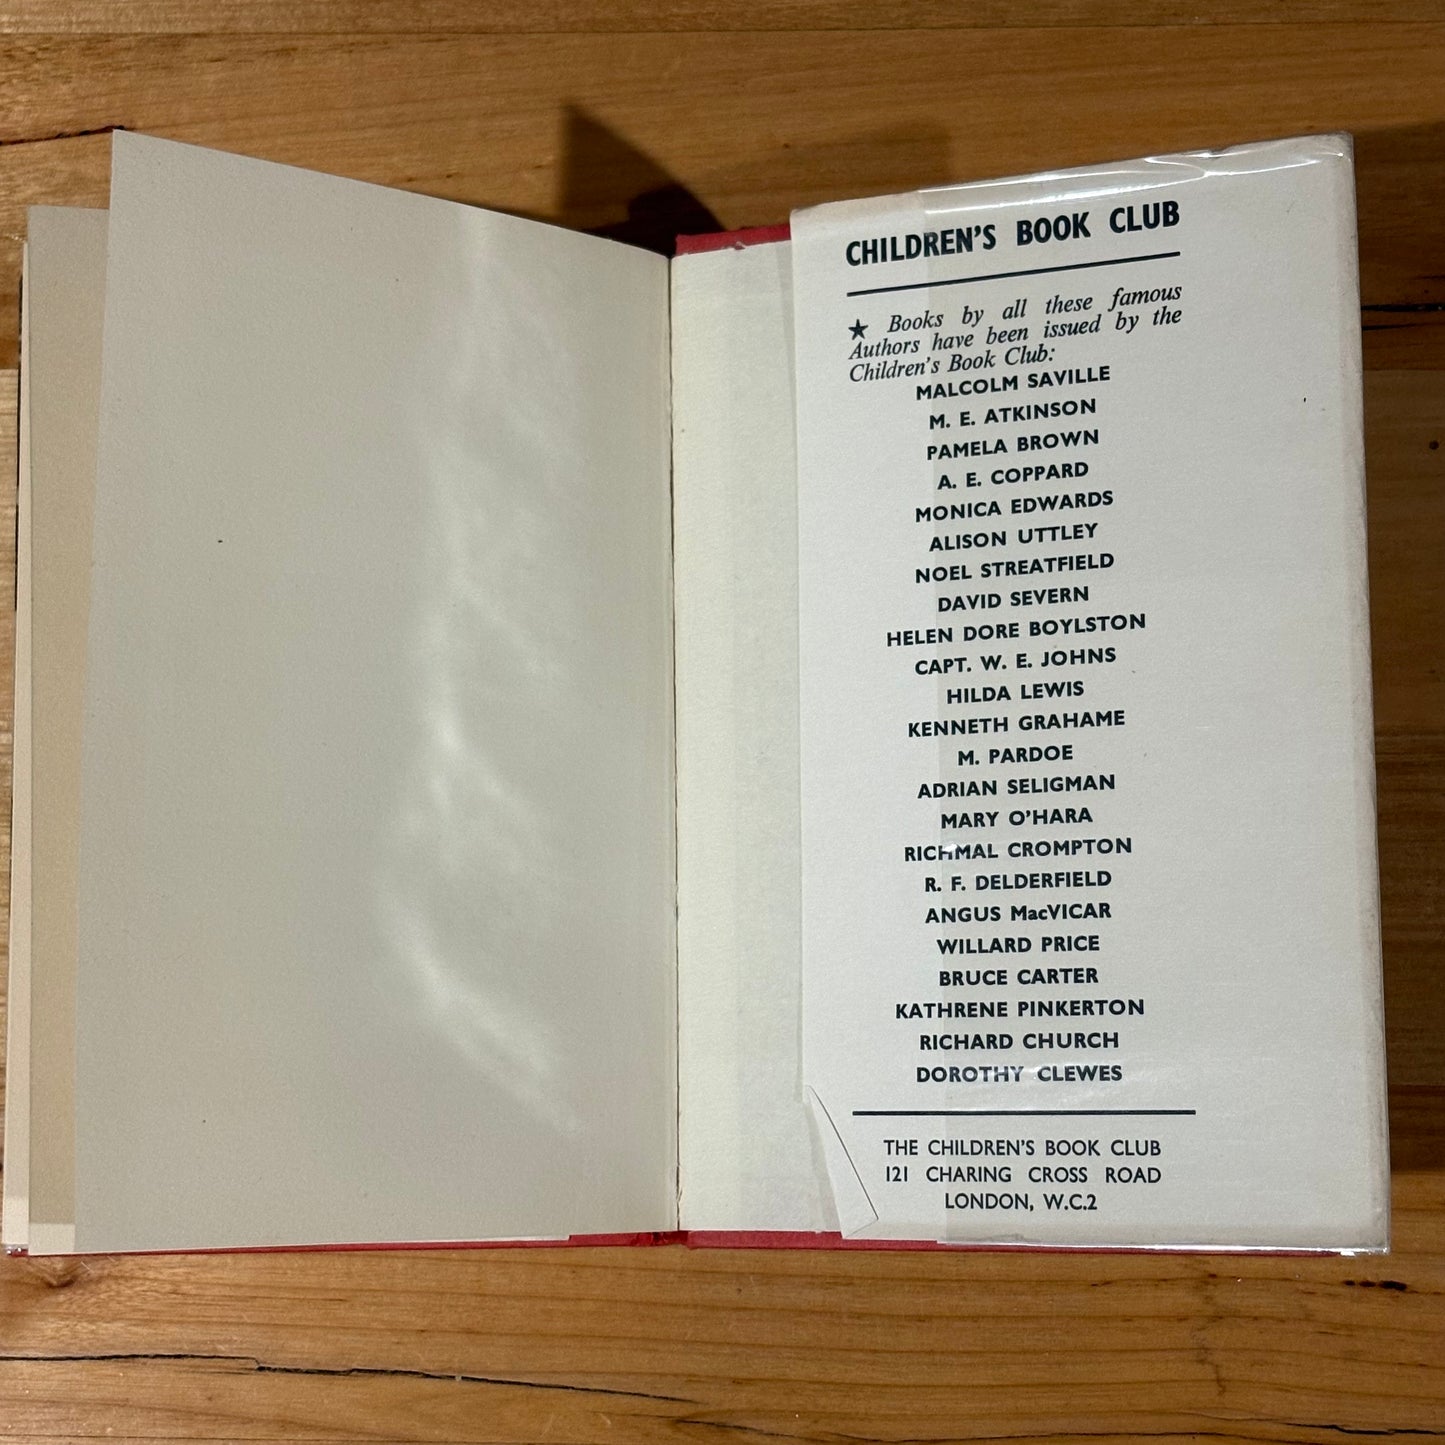 CHILDREN'S BOOK CLUB
★ Books by all these famous
Authors have been issued by the
Children's Book Club:
MALCOLM SAVILLE
M. E. ATKINSON
PAMELA BROWN
A. E. COPPARD
MONICA EDWARDS
ALISON UTTLEY
NOEL STREATFIELD
DAVID SEVERN
HELEN DORE BOYLSTON
CAPT. W. E. JOHNS
HILDA LEWIS
KENNETH GRAHAME
M. PARDOE
ADRIAN SELIGMAN
MARY O'HARA
RICHMAL CROMPTON
R. F. DELDERFIELD
ANGUS MacVICAR
WILLARD PRICE
BRUCE CARTER
KATHRENE PINKERTON
RICHARD CHURCH
DOROTHY CLEWES
THE CHILDREN'S BOOK CLUB
121 CHARING CROSS ROAD
LONDON, W.C.2